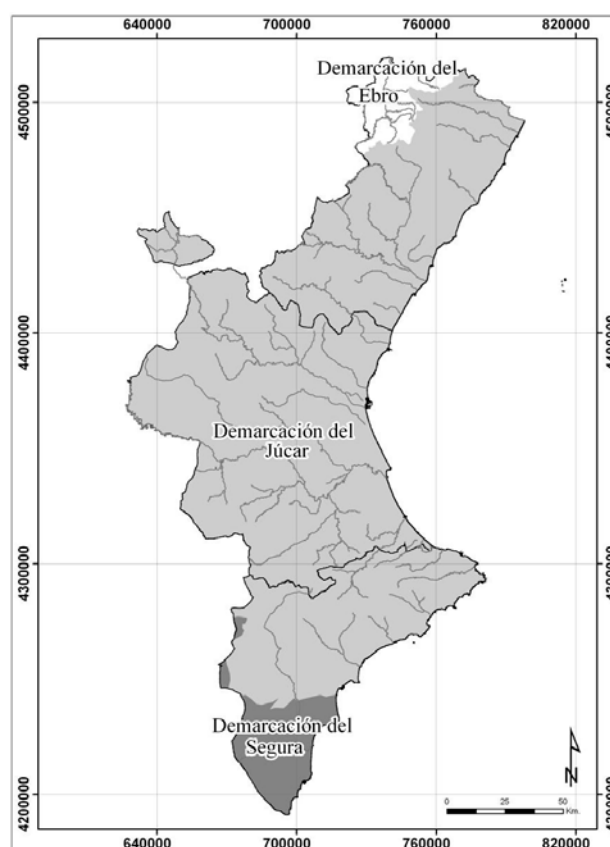 640000 700000 760000 820000
Demarcación del
Ebro
4500000 4500000
4400000 4400000
Demarcación del
Júcar
4300000 4300000
Demarcación del
Segura
N
0 25 50
Km.
4200000 4200000
640000 700000 760000 820000